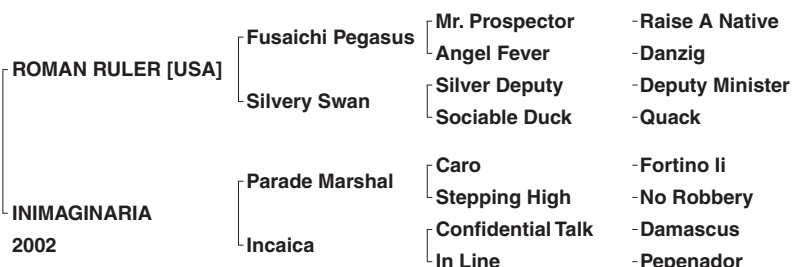 Mr. Prospector -Raise A Native
Fusaichi Pegasus
Angel Fever -Danzig
ROMAN RULER [USA]
Silver Deputy -Deputy Minister
Silvery Swan
Sociable Duck -Quack
Caro -Fortino Ii
Parade Marshal
Stepping High -No Robbery
INIMAGINARIA
Confidential Talk -Damascus
2002 Incaica
In Line -Pepenador